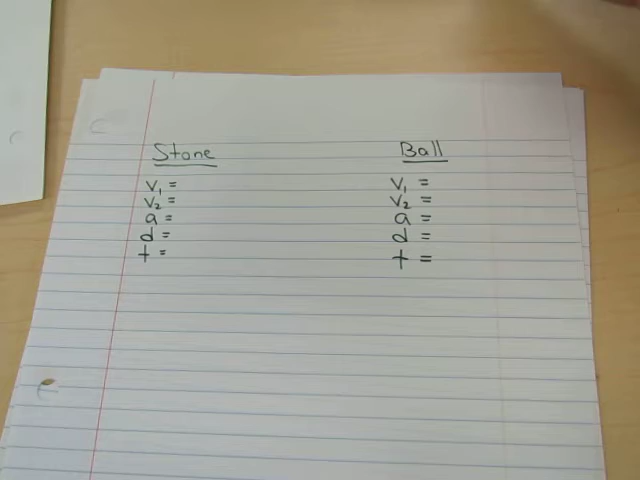 Stone Ball
v₁ = v₁ =
v₂ = v₂ =
a = a =
d = d =
t = t =